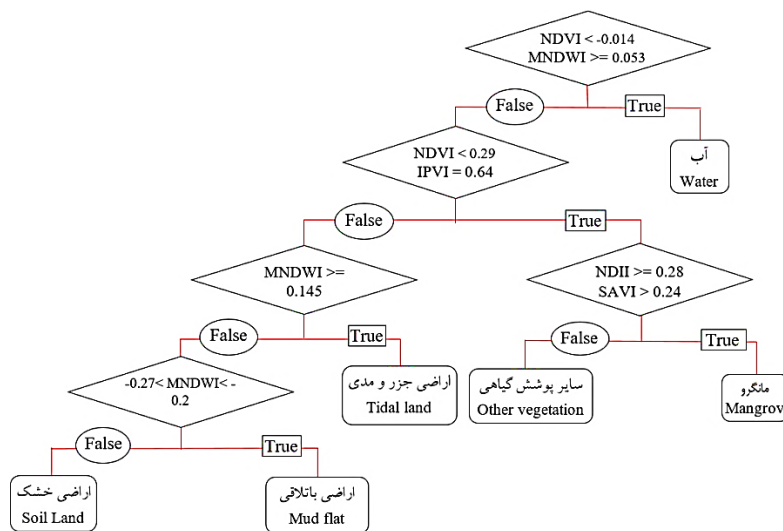 NDVI < -0.014
MNDWI >= 0.053
False
True
آب
Water
NDVI < 0.29
IPVI = 0.64
False
True
MNDWI >=
0.145
NDII >= 0.28
SAVI > 0.24
False
True
False
True
اراضی جزر و مدی
Tidal land
سایر پوشش گیاهی
Other vegetation
مانگرو
Mangrov
-0.27< MNDWI< -
0.2
False
True
اراضی خشک
Soil Land
اراضی باتلاقی
Mud flat